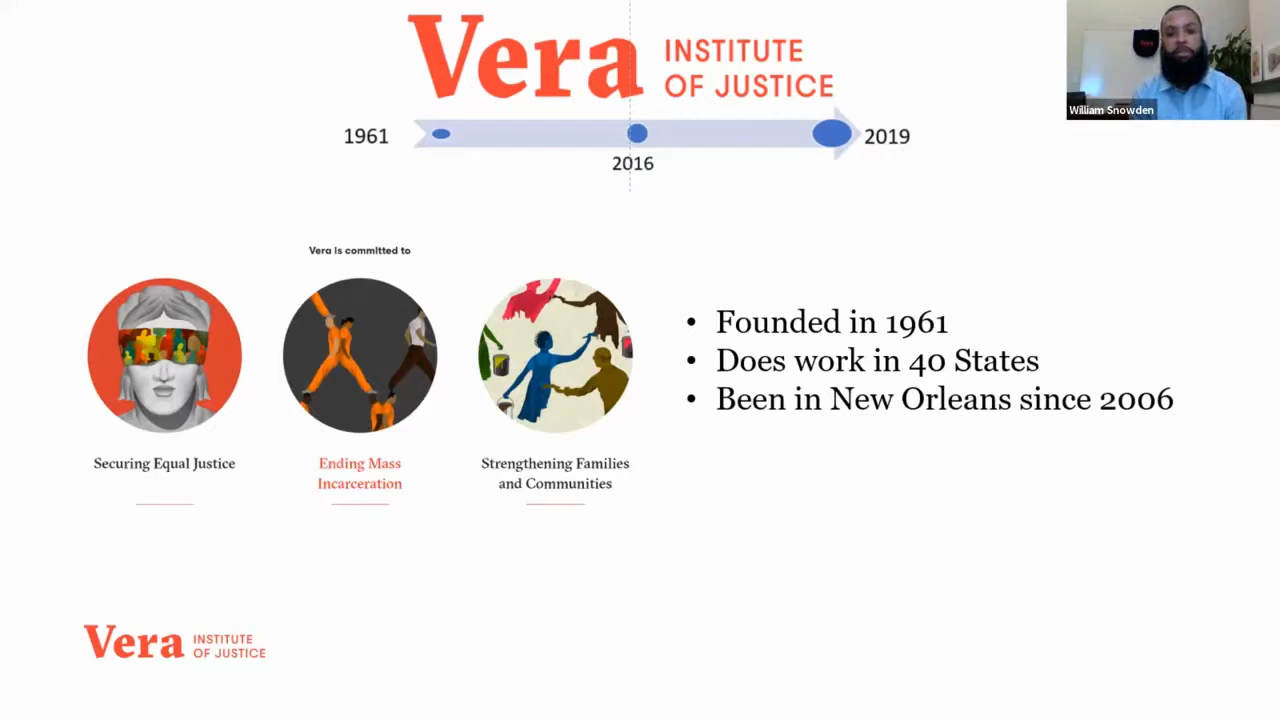 Vera INSTITUTE
OF JUSTICE
William Snowden
1961
2019
2016
Vera is committed to
Securing Equal Justice
Ending Mass
Incarceration
Strengthening Families
and Communities
• Founded in 1961
• Does work in 40 States
• Been in New Orleans since 2006
Vera INSTITUTE
OF JUSTICE